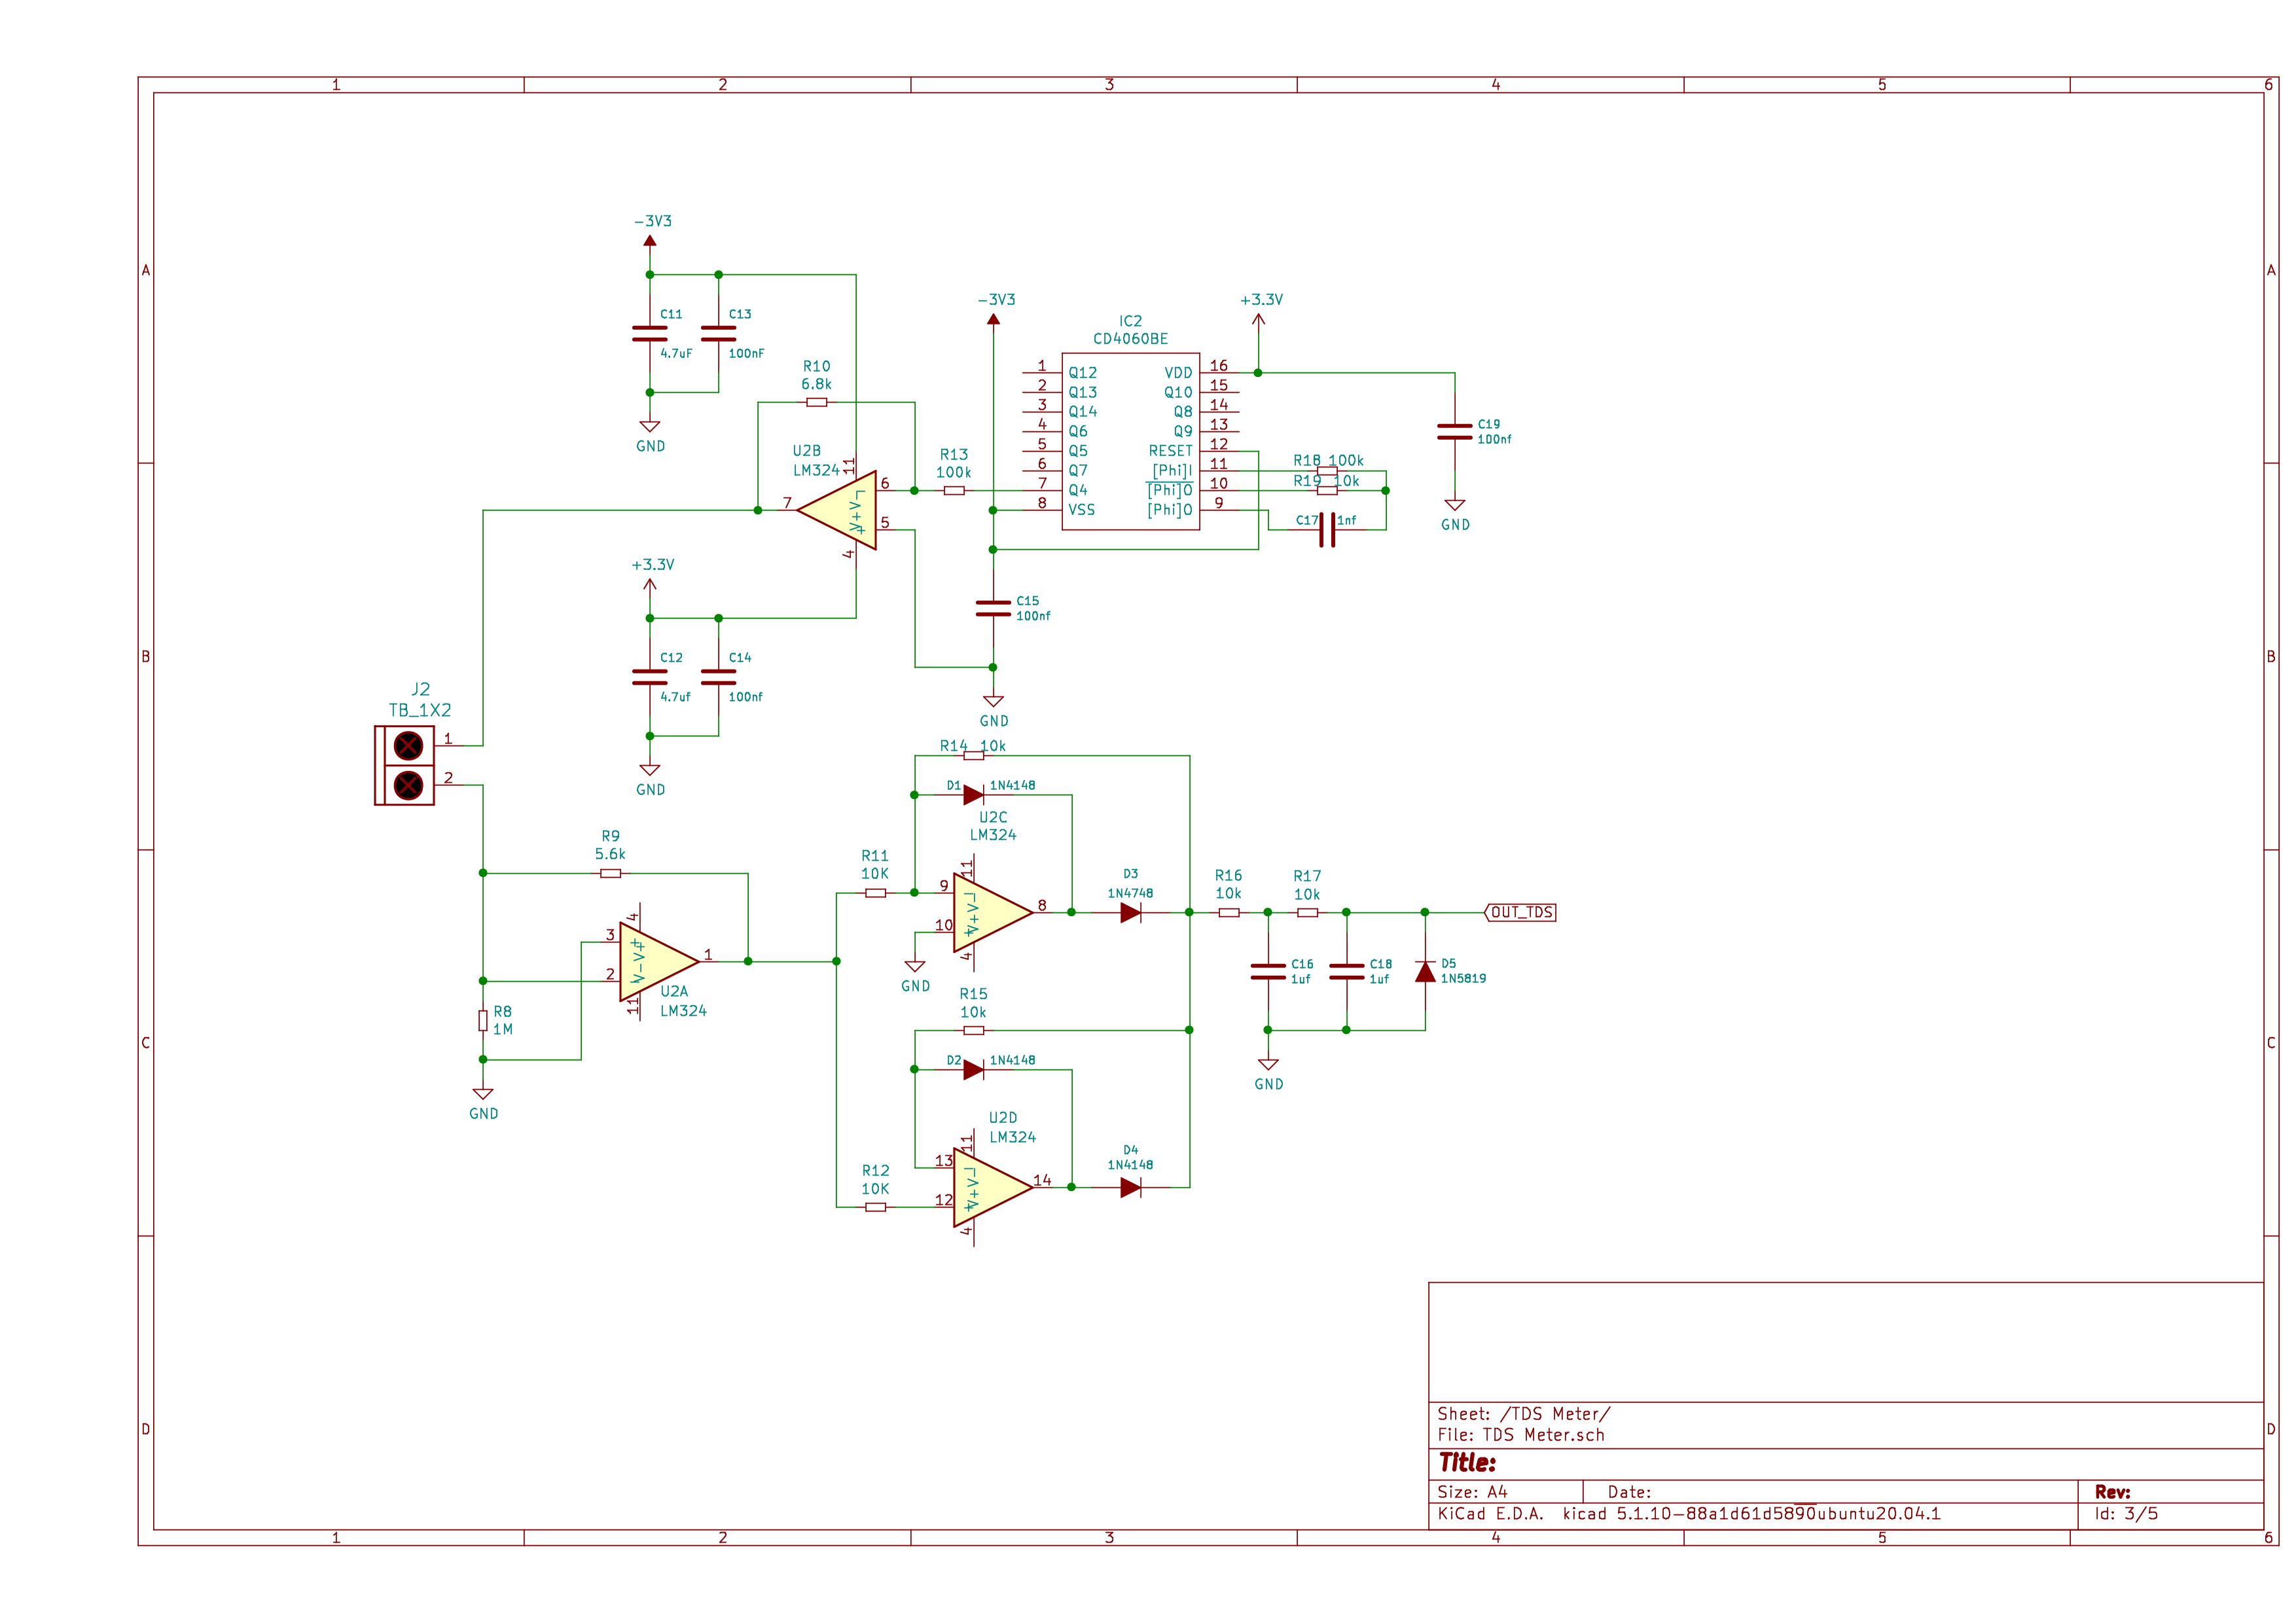 1 2 3 4 5 6
A A
B B
C C
D D
-3V3
C11
4.7uF
C13
100nF
GND
R10
6.8k
U2B
LM324
11
6
5
7
4
V+V-
R13
100k
-3V3
+3.3V
IC2
CD4060BE
1 Q12 VDD 16
2 Q13 Q10 15
3 Q14 Q8 14
4 Q6 Q9 13
5 Q5 RESET 12
6 Q7 [Phi]I 11
7 Q4 [Phi]O 10
8 VSS [Phi]O 9
R18 100k
R19 10k
C17 1nf
C19
100nf
GND
C15
100nf
GND
+3.3V
C12
4.7uf
C14
100nf
GND
J2
TB_1X2
1
2
R9
5.6k
3
2
4
1
11
V-V+
U2A
LM324
R8
1M
GND
R14 10k
D1 1N4148
U2C
LM324
R11
10K
9
10
11
8
4
V+V-
GND
D3
1N4748
R16
10k
R17
10k
OUT_TDS
C16
1uf
C18
1uf
D5
1N5819
GND
R15
10k
D2 1N4148
U2D
LM324
R12
10K
13
12
11
14
4
V+V-
D4
1N4148
Sheet: /TDS Meter/
File: TDS Meter.sch
Title:
Size: A4 Date: Rev:
KiCad E.D.A. kicad 5.1.10-88a1d61d5890ubuntu20.04.1 Id: 3/5
1 2 3 4 5 6